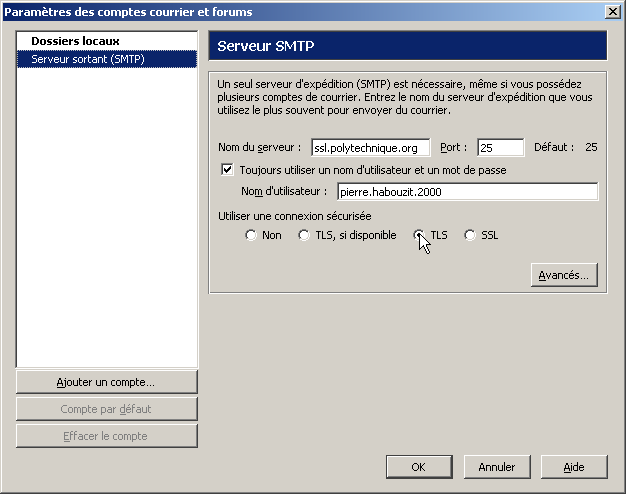 Paramètres des comptes courrier et forums
Dossiers locaux
Serveur sortant (SMTP)
Ajouter un compte...
Compte par défaut
Effacer le compte
Serveur SMTP
Un seul serveur d'expédition (SMTP) est nécessaire, même si vous possédez
plusieurs comptes de courrier. Entrez le nom du serveur d'expédition que vous
utilisez le plus souvent pour envoyer du courrier.
Nom du serveur : ssl.polytechnique.org Port : 25 Défaut : 25
Toujours utiliser un nom d'utilisateur et un mot de passe
Nom d'utilisateur : pierre.habouzit.2000
Utiliser une connexion sécurisée
Non TLS, si disponible TLS SSL
Avancés...
OK Annuler Aide